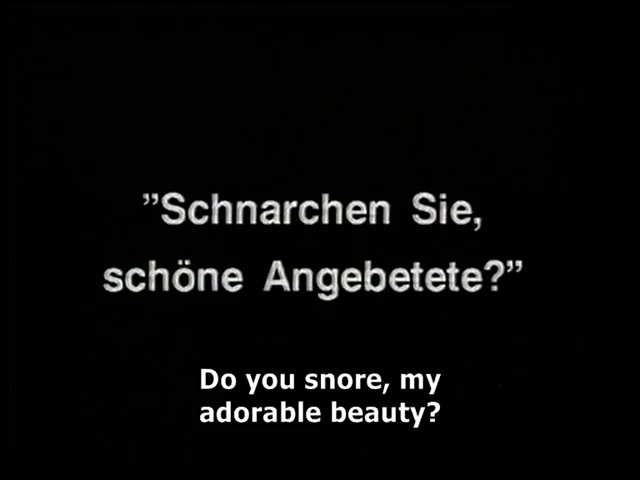 ”Schnarchen Sie,
schöne Angebetete?”
Do you snore, my
adorable beauty?